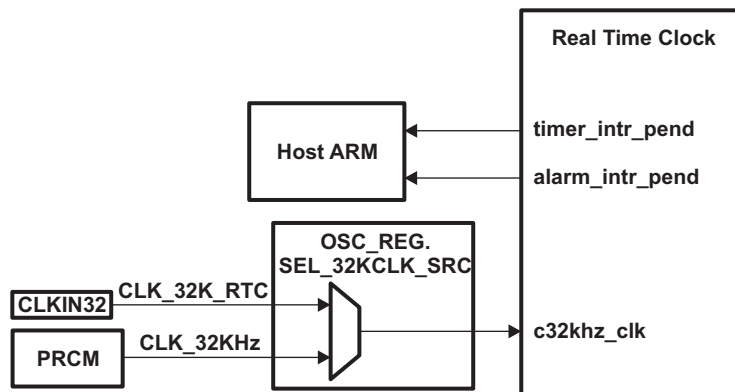 Real Time Clock
timer_intr_pend
Host ARM
alarm_intr_pend
OSC_REG.
SEL_32KCLK_SRC
CLK_32K_RTC
CLKIN32
CLK_32KHz
c32khz_clk
PRCM